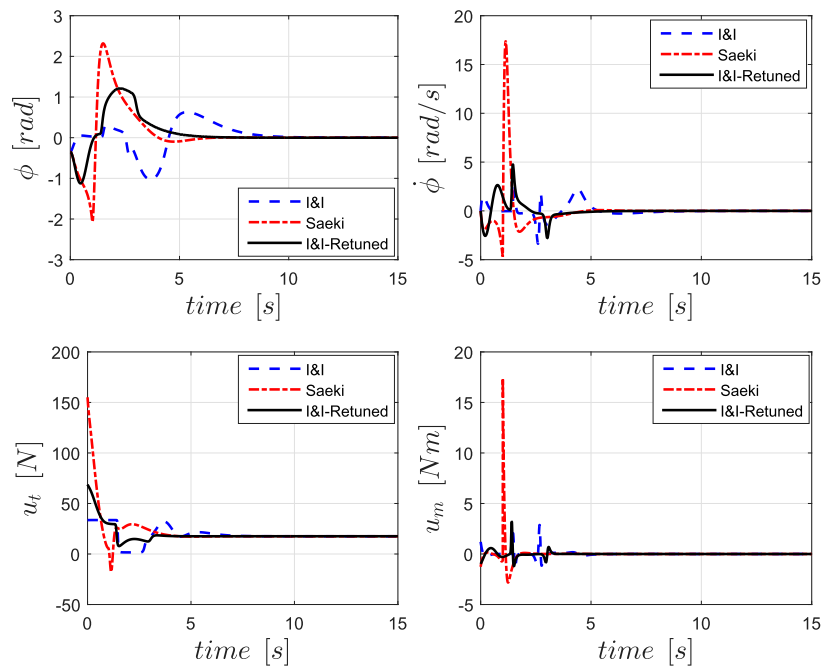 3
2
1
0
-1
-2
-3
ϕ [rad]
0
5
10
15
time [s]
I&I
Saeki
I&I-Retuned
20
15
10
5
0
-5
ϕ̇ [rad/s]
0
5
10
15
time [s]
I&I
Saeki
I&I-Retuned
200
150
100
50
0
-50
u_t [N]
0
5
10
15
time [s]
I&I
Saeki
I&I-Retuned
20
15
10
5
0
-5
u_m [Nm]
0
5
10
15
time [s]
I&I
Saeki
I&I-Retuned